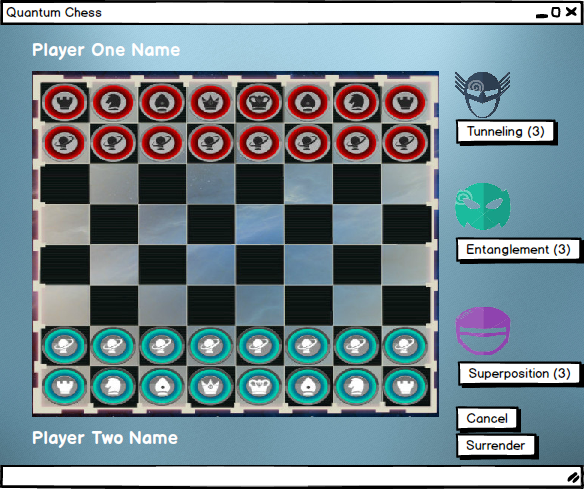 Quantum Chess
Player One Name
Tunneling (3)
Entanglement (3)
Superposition (3)
Cancel
Player Two Name
Surrender